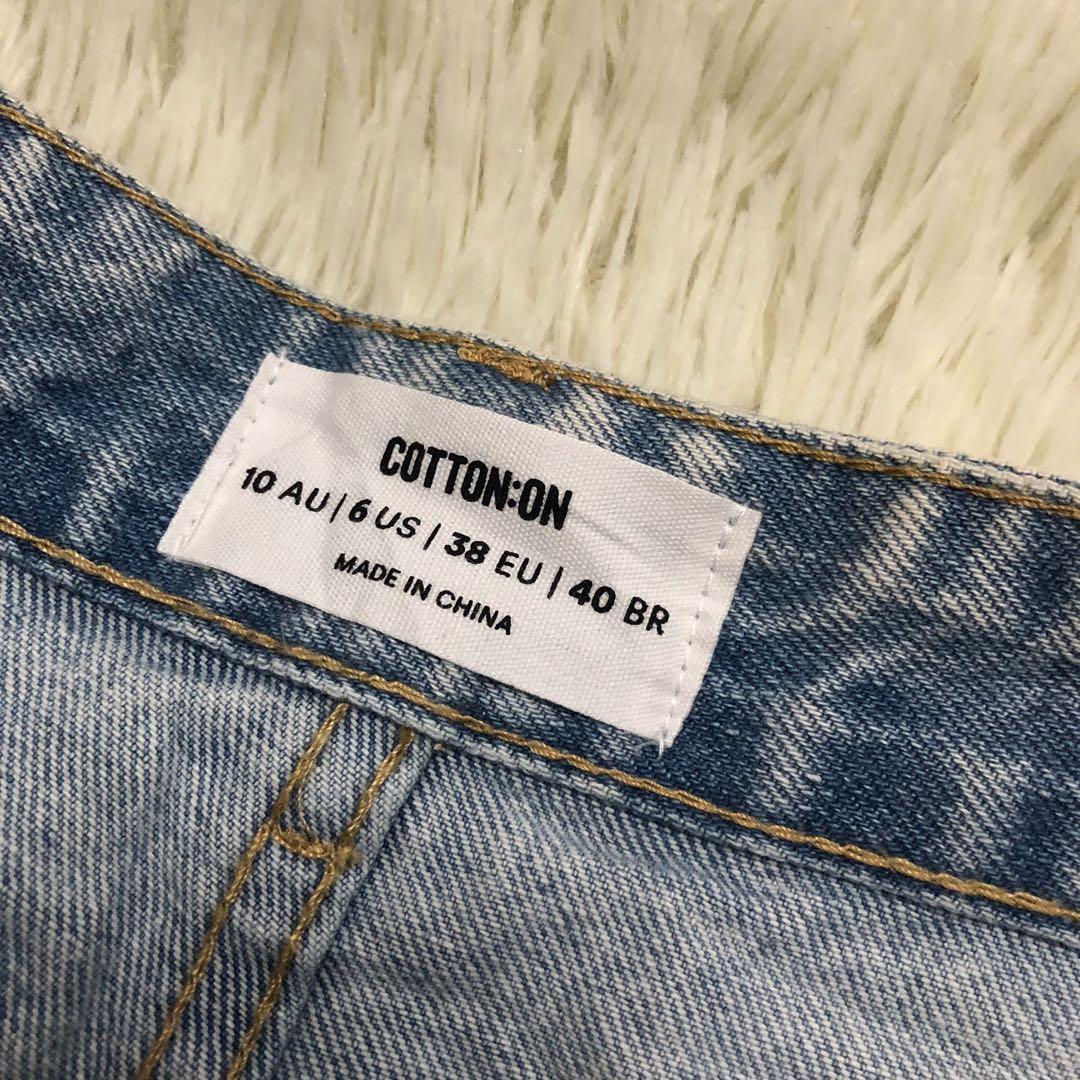 COTTON:ON
10 AU | 6 US | 38 EU | 40 BR
MADE IN CHINA